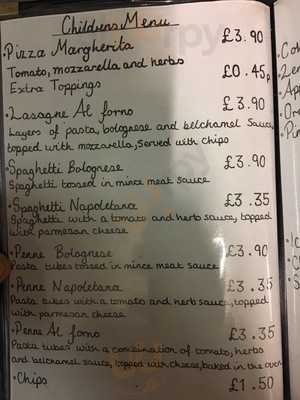 Childrens Menu
•Pizza Margherita £3.90
Tomato, mozzarella and herbs
Extra Toppings £0.45p
•Lasagne Al forno £3.90
Layers of pasta, bolognese and belchamel Sauce,
topped with mozzarella, Served with chips
•Spaghetti Bolognese £3.90
Spaghetti tossed in mince meat sauce
•Spaghetti Napoletana £3.35
Spaghetti with a tomato and herb sauce, topped
with parmesan cheese
•Penne Bolognese £3.90
Pasta tubes tossed in mince meat sauce
•Penne Napoletana £3.35
Pasta tubes with a tomato and herb sauce, topped
with parmesan cheese
•Penne Al forno £3.35
Pasta tubes with a combination of tomato, herbs
and belchamel sauce, topped with cheese, baked in the oven
•Chips £1.50